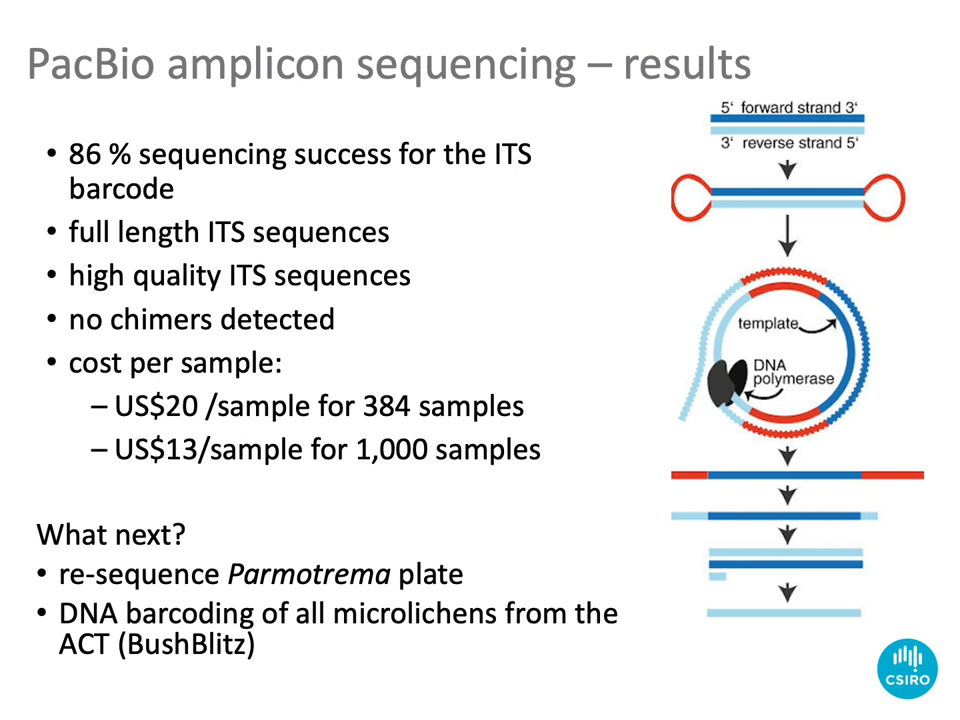 PacBio amplicon sequencing – results
• 86 % sequencing success for the ITS
barcode
• full length ITS sequences
• high quality ITS sequences
• no chimers detected
• cost per sample:
– US$20 /sample for 384 samples
– US$13/sample for 1,000 samples
What next?
• re-sequence Parmotrema plate
• DNA barcoding of all microlichens from the
ACT (BushBlitz)
5‘ forward strand 3‘
3‘ reverse strand 5‘
template
DNA
polymerase
CSIRO